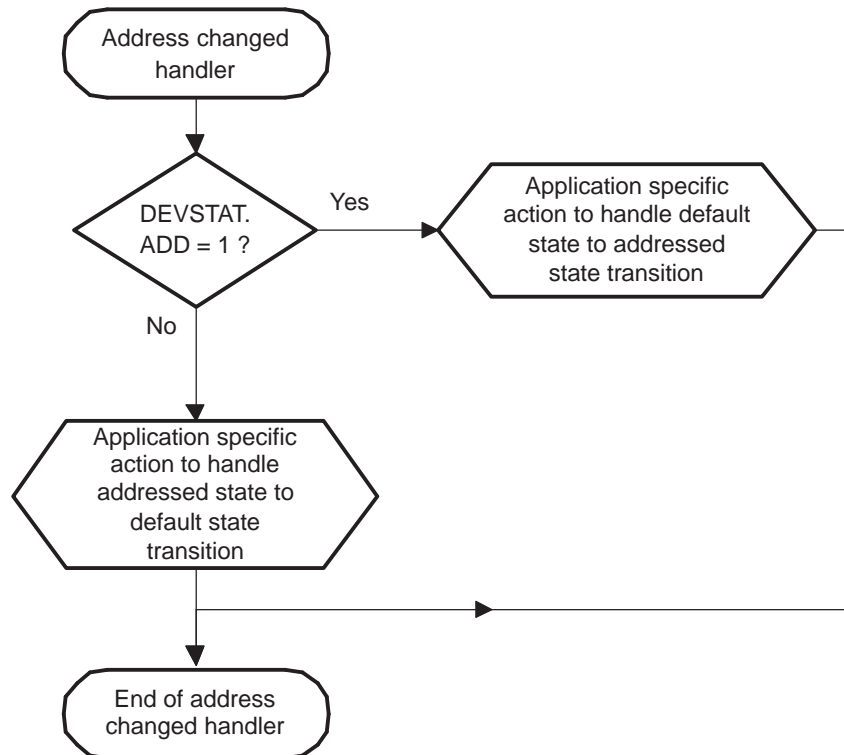 Address changed
handler
DEVSTAT.
ADD = 1 ?
Yes
Application specific
action to handle default
state to addressed
state transition
No
Application specific
action to handle
addressed state to
default state
transition
End of address
changed handler